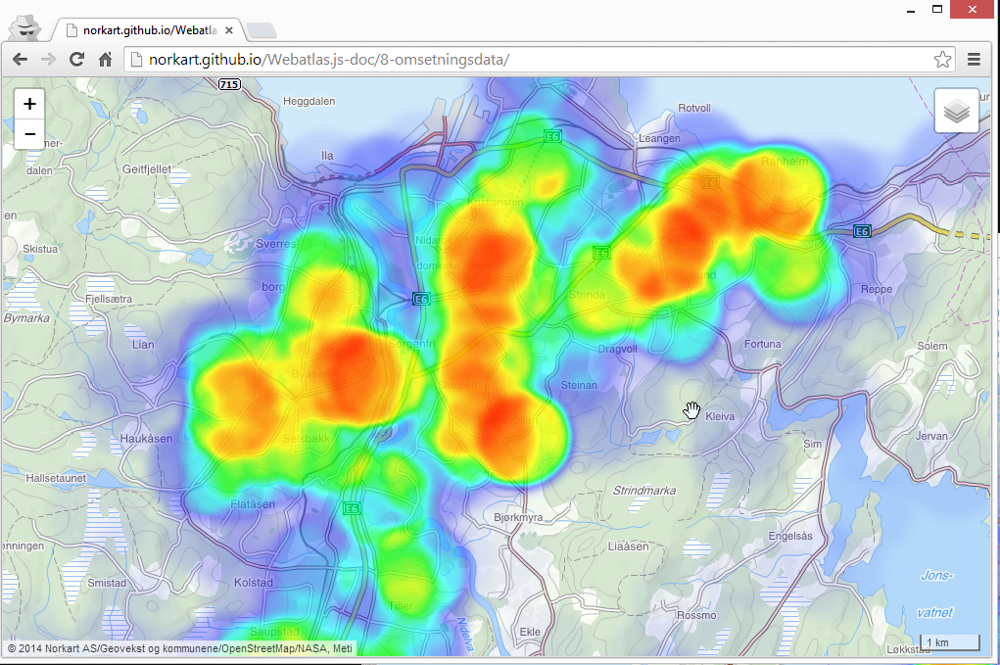 norkart.github.io/Webatla
norkart.github.io/Webatlas.js-doc/8-omsetningsdata/
715
Heggdalen
Rotvoll
+
−
E6
Leangen
Ila
Ranheim
dalen
Geitfjellet
E6
Kristiansten
E6
Sverres-
Nidaros
Skistua
domkirke
E6
borg
Reppe
Fjellsætra
E6
Strinda
Bymarka
Lian
Sorgenfri
Dragvoll
Fortuna
Solem
Byåsen
Sluppen
Steinan
Kleiva
Haukåsen
Selsbakk
Sim
Jervan
Hallsetaunet
Strindmarka
Flatåsen
E6
Bjørkmyra
Engelsås
Liaåsen
Jons-
vatnet
Smistad
Kolstad
Tiller
Rossmo
Saupstad
Nidelva
Ekle
Løkkstad
1 km
© 2014 Norkart AS/Geovekst og kommunene/OpenStreetMap/NASA, Meti